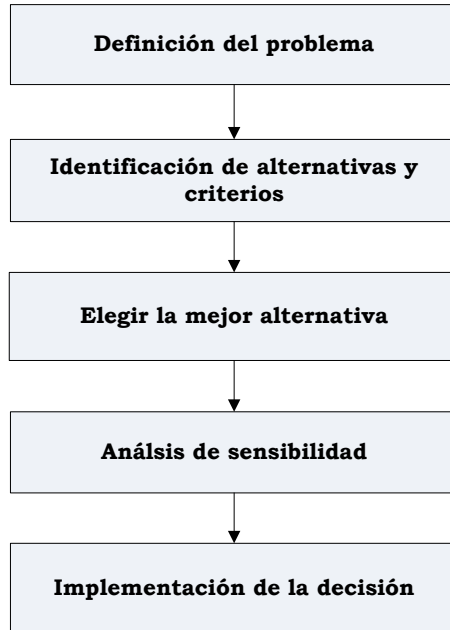 Definición del problema
Identificación de alternativas y
criterios
Elegir la mejor alternativa
Análsis de sensibilidad
Implementación de la decisión